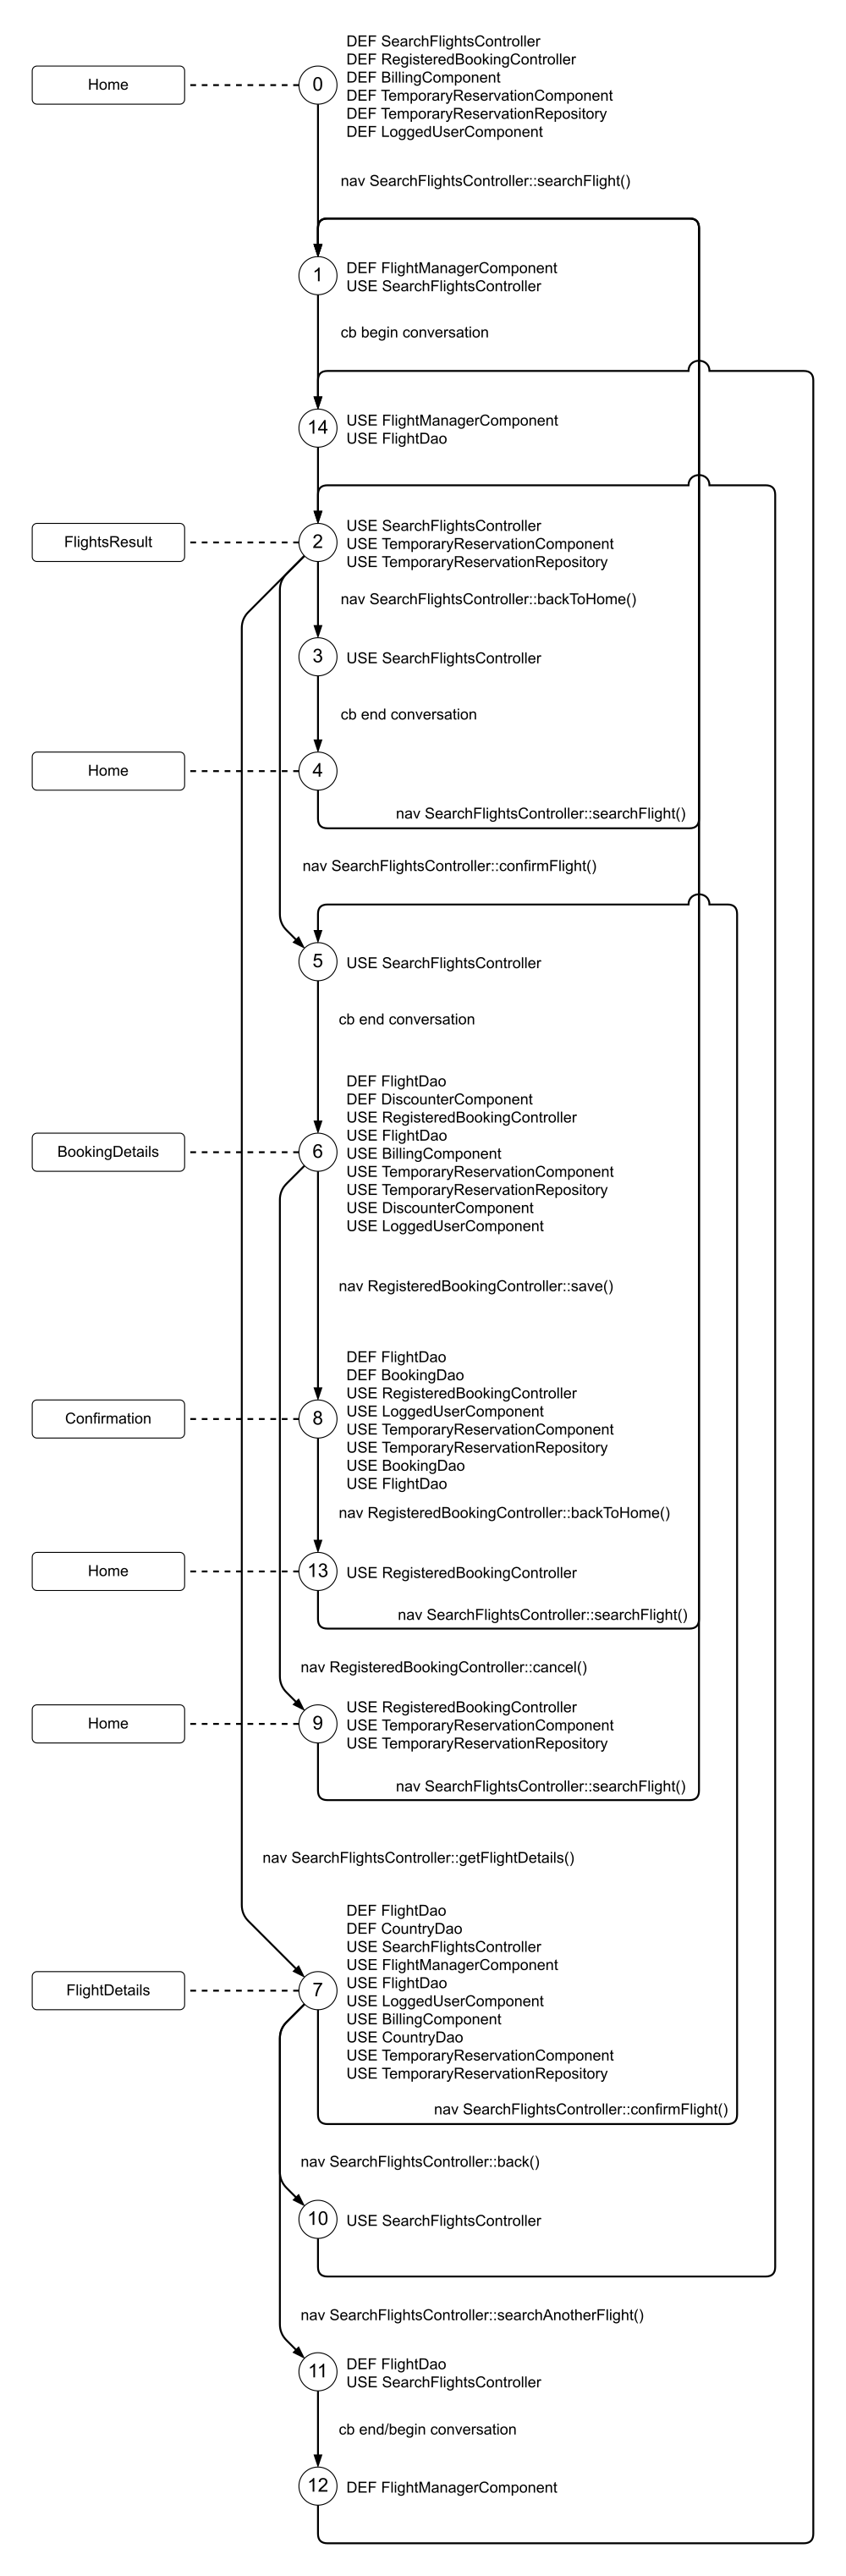 DEF SearchFlightsController
DEF RegisteredBookingController
Home
0
DEF BillingComponent
DEF TemporaryReservationComponent
DEF TemporaryReservationRepository
DEF LoggedUserComponent
nav SearchFlightsController::searchFlight()
1
DEF FlightManagerComponent
USE SearchFlightsController
cb begin conversation
14
USE FlightManagerComponent
USE FlightDao
FlightsResult
2
USE SearchFlightsController
USE TemporaryReservationComponent
USE TemporaryReservationRepository
nav SearchFlightsController::backToHome()
3
USE SearchFlightsController
cb end conversation
Home
4
nav SearchFlightsController::searchFlight()
nav SearchFlightsController::confirmFlight()
5
USE SearchFlightsController
cb end conversation
DEF FlightDao
DEF DiscounterComponent
USE RegisteredBookingController
USE FlightDao
BookingDetails
6
USE BillingComponent
USE TemporaryReservationComponent
USE TemporaryReservationRepository
USE DiscounterComponent
USE LoggedUserComponent
nav RegisteredBookingController::save()
DEF FlightDao
DEF BookingDao
USE RegisteredBookingController
USE LoggedUserComponent
Confirmation
8
USE TemporaryReservationComponent
USE TemporaryReservationRepository
USE BookingDao
USE FlightDao
nav RegisteredBookingController::backToHome()
Home
13
USE RegisteredBookingController
nav SearchFlightsController::searchFlight()
nav RegisteredBookingController::cancel()
Home
9
USE RegisteredBookingController
USE TemporaryReservationComponent
USE TemporaryReservationRepository
nav SearchFlightsController::searchFlight()
nav SearchFlightsController::getFlightDetails()
DEF FlightDao
DEF CountryDao
USE SearchFlightsController
USE FlightManagerComponent
USE FlightDao
FlightDetails
7
USE LoggedUserComponent
USE BillingComponent
USE CountryDao
USE TemporaryReservationComponent
USE TemporaryReservationRepository
nav SearchFlightsController::confirmFlight()
nav SearchFlightsController::back()
10
USE SearchFlightsController
nav SearchFlightsController::searchAnotherFlight()
11
DEF FlightDao
USE SearchFlightsController
cb end/begin conversation
12
DEF FlightManagerComponent